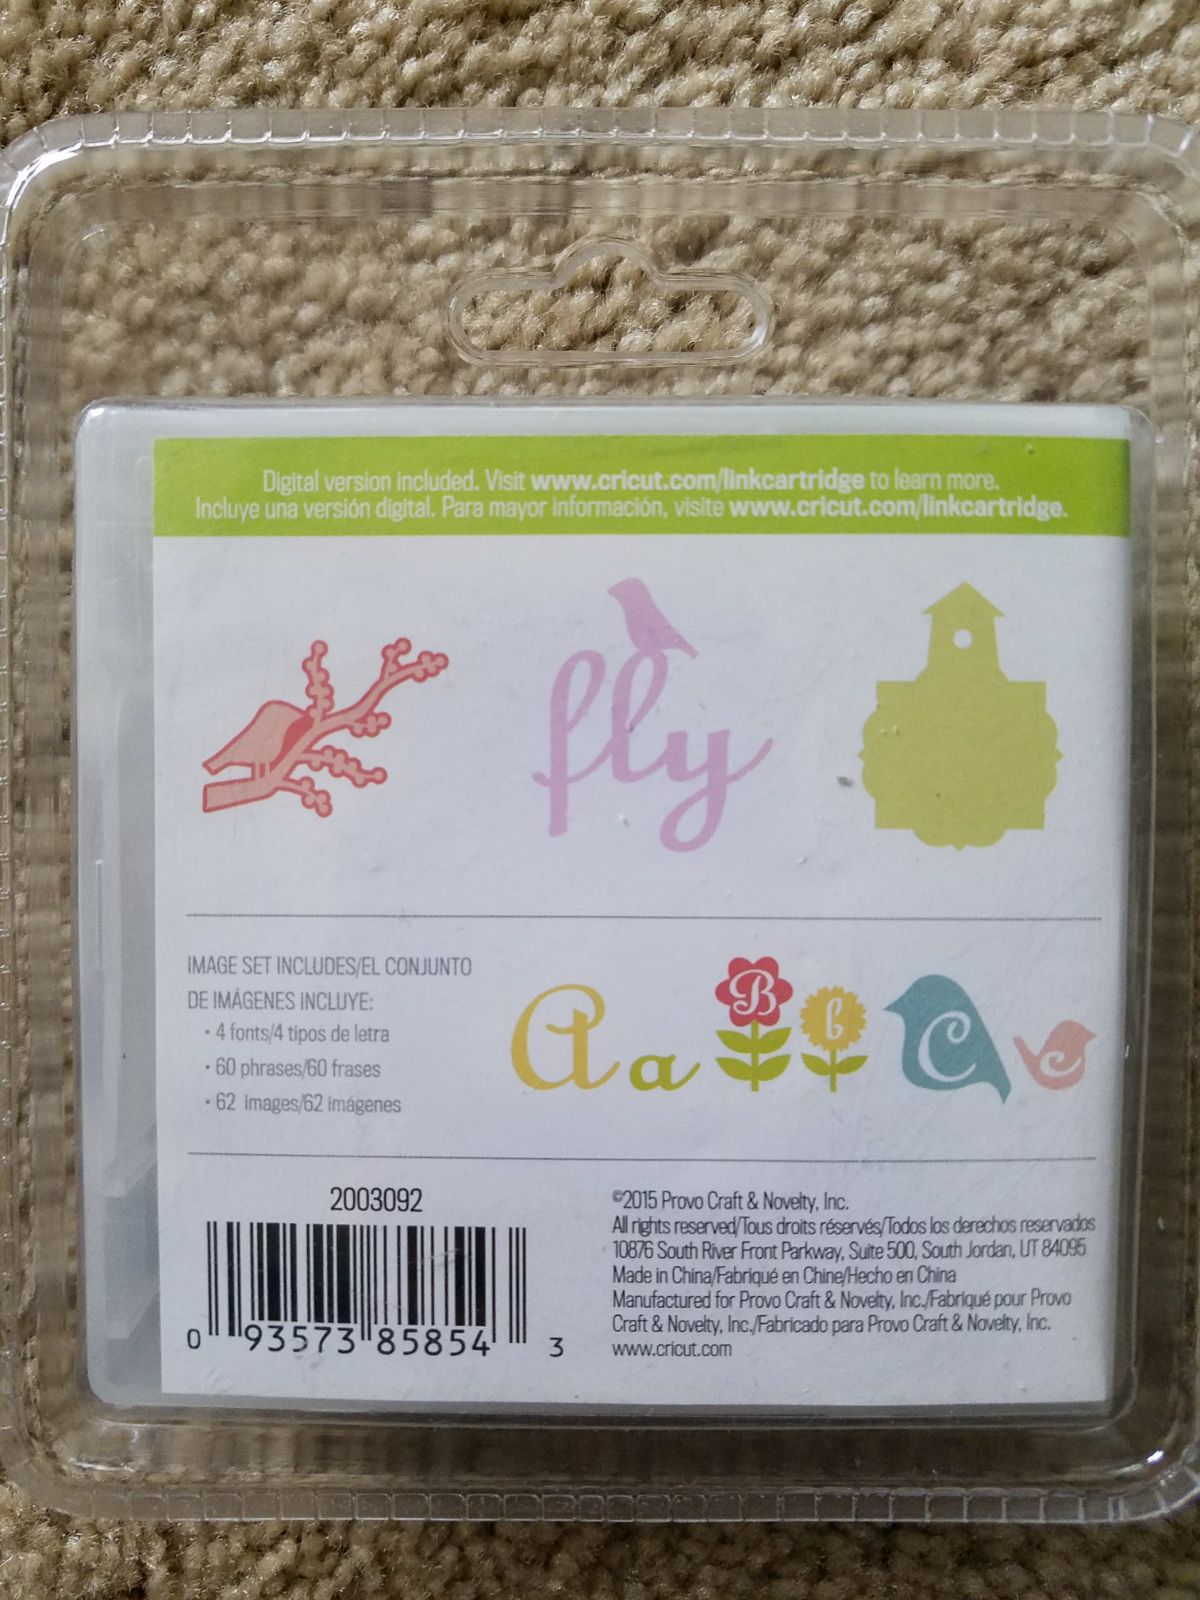 Digital version included. Visit www.cricut.com/linkcartridge to learn more.
Incluye una versión digital. Para mayor información, visite www.cricut.com/linkcartridge.
fly
IMAGE SET INCLUDES/EL CONJUNTO
DE IMÁGENES INCLUYE:
• 4 fonts/4 tipos de letra
• 60 phrases/60 frases
• 62 images/62 imágenes
A a B b C c
2003092
0 93573 85854 3
©2015 Provo Craft & Novelty, Inc.
All rights reserved/Tous droits réservés/Todos los derechos reservados
10876 South River Front Parkway, Suite 500, South Jordan, UT 84095
Made in China/Fabriqué en Chine/Hecho en China
Manufactured for Provo Craft & Novelty, Inc./Fabriqué pour Provo
Craft & Novelty, Inc./Fabricado para Provo Craft & Novelty, Inc.
www.cricut.com